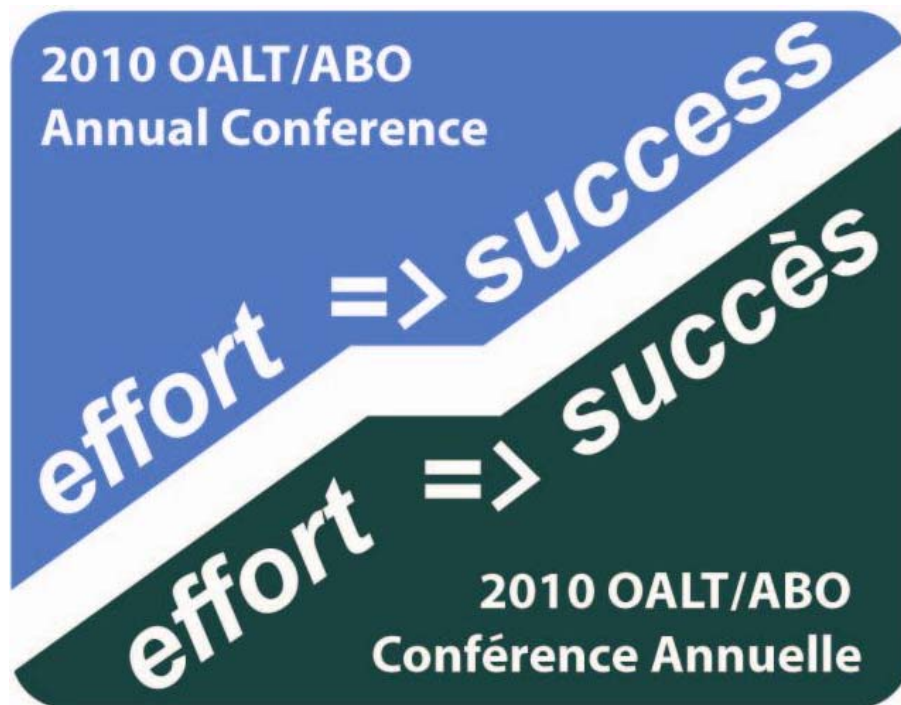 2010 OALT/ABO
Annual Conference
effort => success
effort => succès
2010 OALT/ABO
Conférence Annuelle